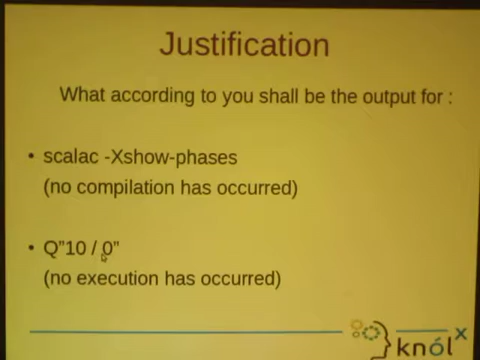 Justification
What according to you shall be the output for :
• scalac -Xshow-phases
(no compilation has occurred)
• Q”10 / 0”
(no execution has occurred)
knólx